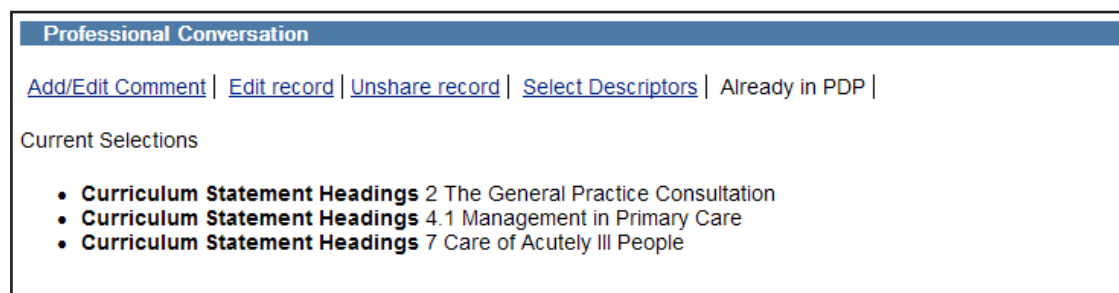 Professional Conversation
Add/Edit Comment | Edit record | Unshare record | Select Descriptors | Already in PDP |
Current Selections
• Curriculum Statement Headings 2 The General Practice Consultation
• Curriculum Statement Headings 4.1 Management in Primary Care
• Curriculum Statement Headings 7 Care of Acutely Ill People